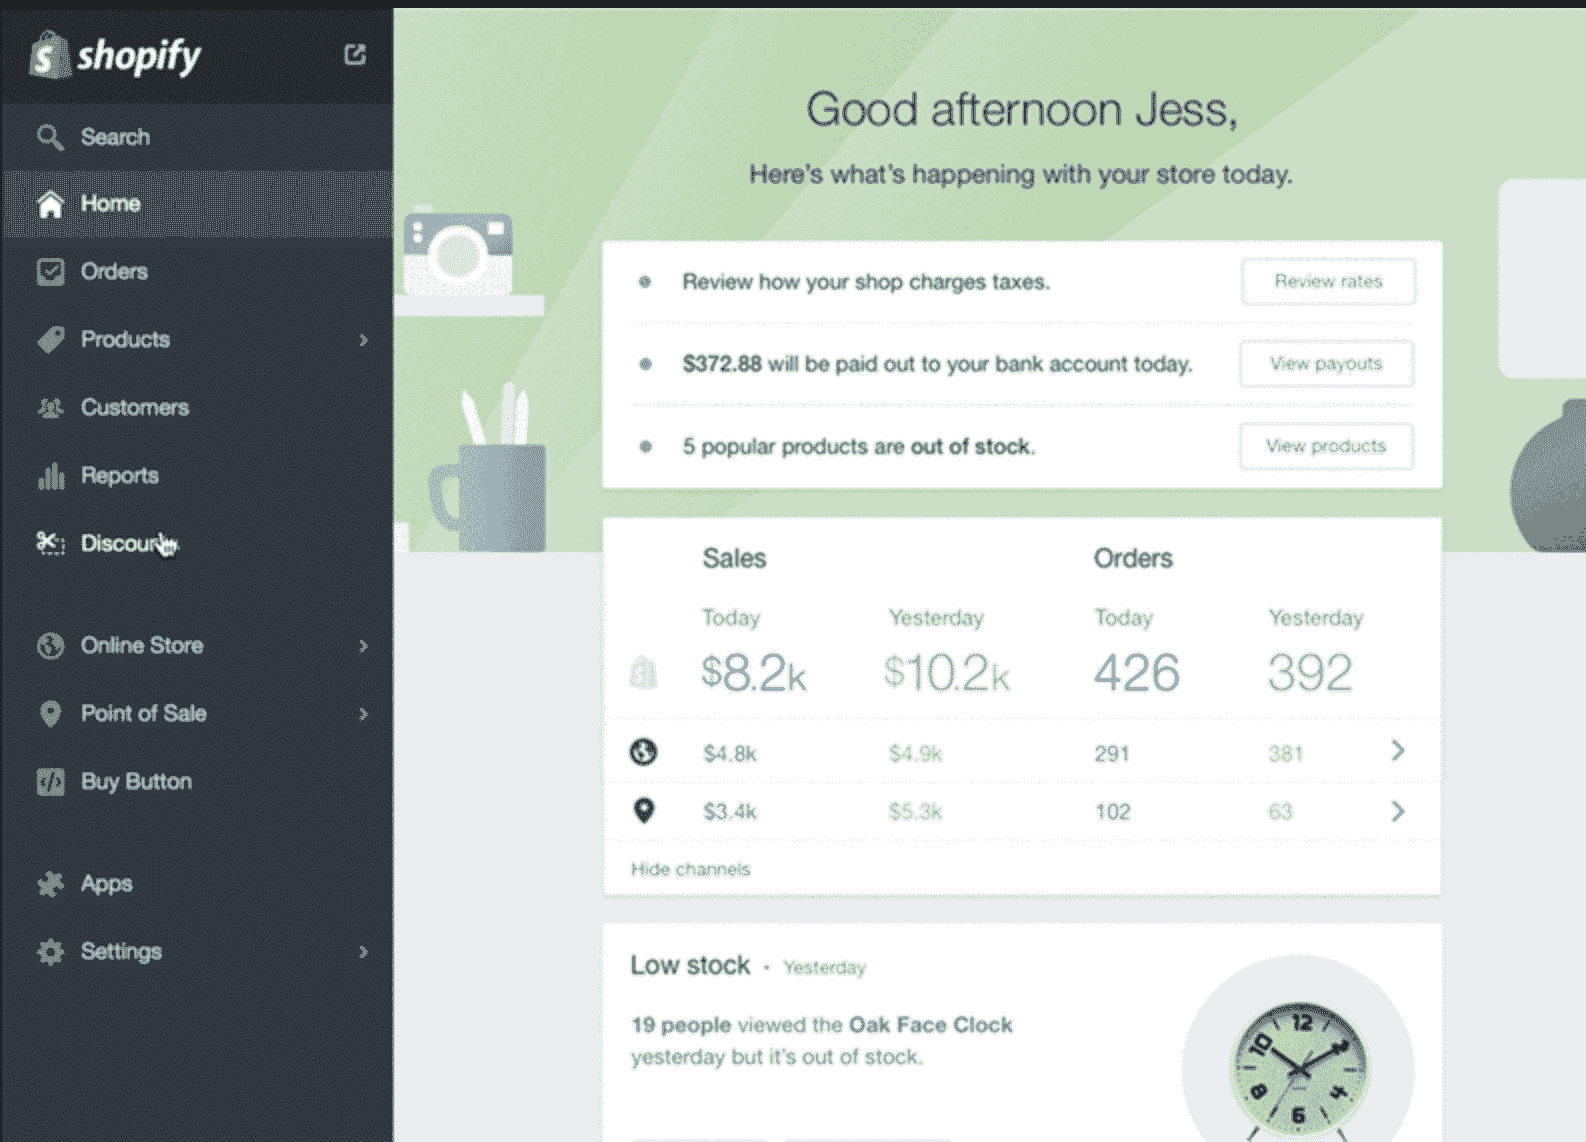 shopify
Search
Home
Orders
Products
Customers
Reports
Online Store
Point of Sale
Buy Button
Apps
Settings
Good afternoon Jess,
Here's what's happening with your store today.
Review how your shop charges taxes.
Review rates
$372.88 will be paid out to your bank account today.
View payouts
5 popular products are out of stock.
View products
Sales Orders
Today Yesterday Today Yesterday
$8.2k $10.2k 426 392
$4.8k $4.9k 291 381
$3.4k $5.3k 102 63
Hide channels
Low stock · Yesterday
19 people viewed the Oak Face Clock
yesterday but it's out of stock.
12
10 2
8 4
6